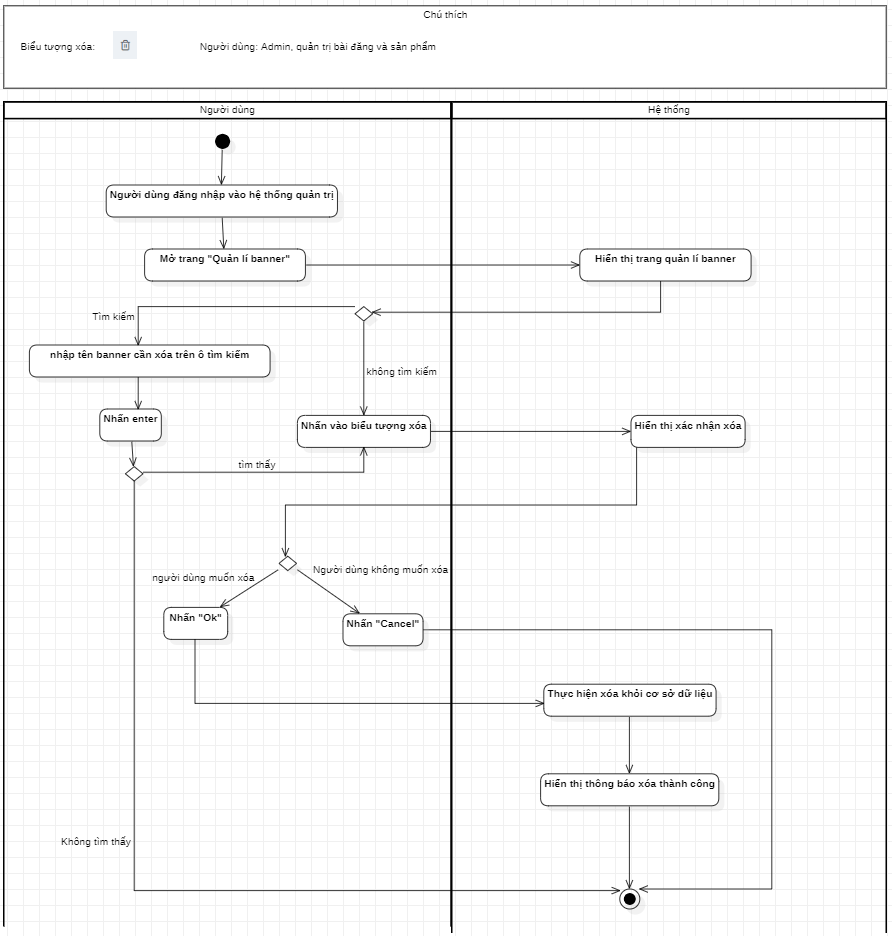 Chú thích
Biểu tượng xóa:
Người dùng: Admin, quản trị bài đăng và sản phẩm
Người dùng
Hệ thống
Người dùng đăng nhập vào hệ thống quản trị
Mở trang "Quản lí banner"
Hiển thị trang quản lí banner
Tìm kiếm
nhập tên banner cần xóa trên ô tìm kiếm
không tìm kiếm
Nhấn enter
Nhấn vào biểu tượng xóa
Hiển thị xác nhận xóa
tìm thấy
người dùng muốn xóa
Người dùng không muốn xóa
Nhấn "Ok"
Nhấn "Cancel"
Thực hiện xóa khỏi cơ sở dữ liệu
Hiển thị thông báo xóa thành công
Không tìm thấy